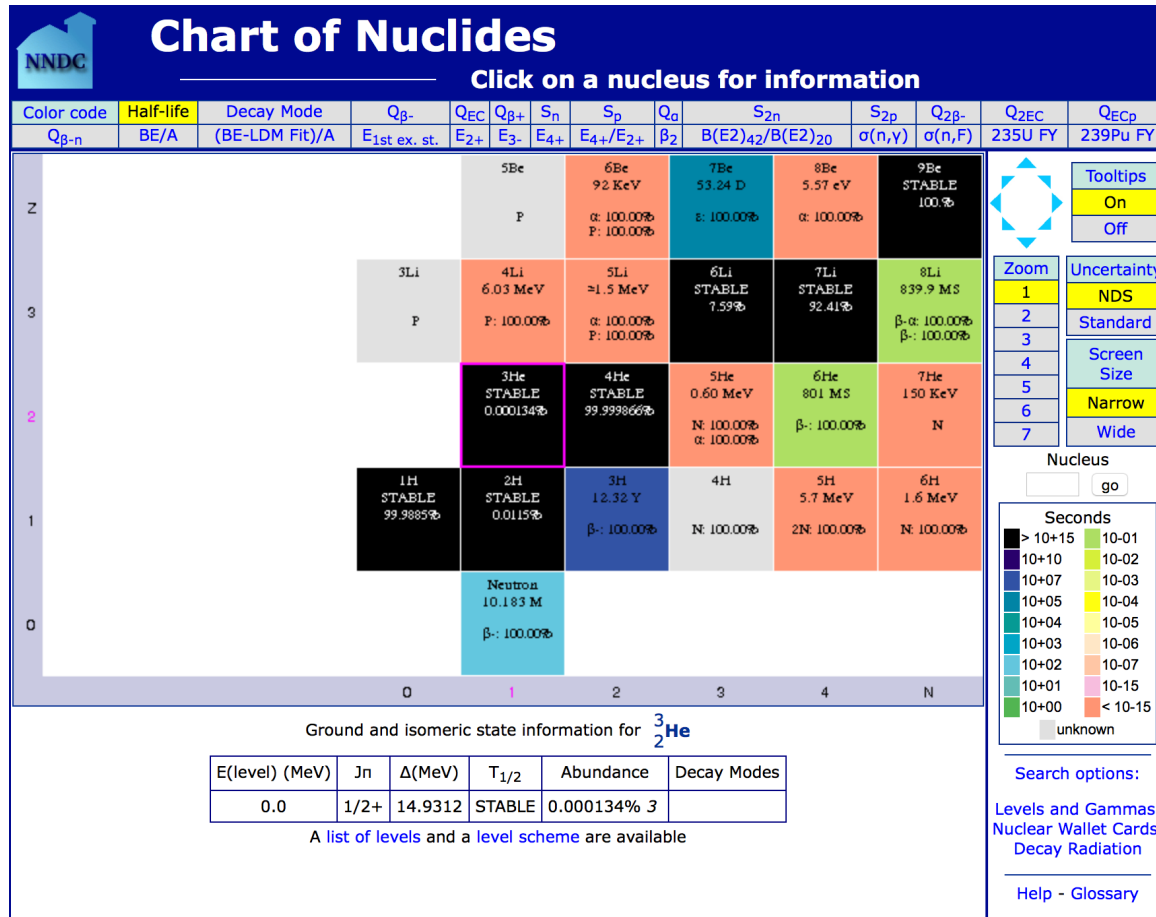 NNDC
Chart of Nuclides
Click on a nucleus for information
Color code Half-life Decay Mode Qβ- QEC Qβ+ Sn Sp Qα S2n S2p Q2β- Q2EC QECp
Qβ-n BE/A (BE-LDM Fit)/A E1st ex. st. E2+ E3- E4+ E4+/E2+ β2 B(E2)42/B(E2)20 σ(n,γ) σ(n,F) 235U FY 239Pu FY
Z
5Be
P
6Be
92 KeV
α: 100.00%
P: 100.00%
7Be
53.24 D
ε: 100.00%
8Be
5.57 eV
α: 100.00%
9Be
STABLE
100.%
3
3Li
P
4Li
6.03 MeV
P: 100.00%
5Li
≈1.5 MeV
α: 100.00%
P: 100.00%
6Li
STABLE
7.59%
7Li
STABLE
92.41%
8Li
839.9 MS
β-α: 100.00%
β-: 100.00%
2
3He
STABLE
0.000134%
4He
STABLE
99.999866%
5He
0.60 MeV
N: 100.00%
α: 100.00%
6He
801 MS
β-: 100.00%
7He
150 KeV
N
1
1H
STABLE
99.9885%
2H
STABLE
0.0115%
3H
12.32 Y
β-: 100.00%
4H
N: 100.00%
5H
5.7 MeV
2N: 100.00%
6H
1.6 MeV
N: 100.00%
0
Neutron
10.183 M
β-: 100.00%
0 1 2 3 4 N
Tooltips
On
Off
Zoom
1
2
3
4
5
6
7
Uncertainty
NDS
Standard
Screen
Size
Narrow
Wide
Nucleus
go
Seconds
> 10+15 10-01
10+10 10-02
10+07 10-03
10+05 10-04
10+04 10-05
10+03 10-06
10+02 10-07
10+01 10-15
10+00 < 10-15
unknown
Search options:
Levels and Gammas
Nuclear Wallet Cards
Decay Radiation
Help - Glossary
Ground and isomeric state information for 3 2 He
E(level) (MeV) Jπ Δ(MeV) T1/2 Abundance Decay Modes
0.0 1/2+ 14.9312 STABLE 0.000134% 3
A list of levels and a level scheme are available